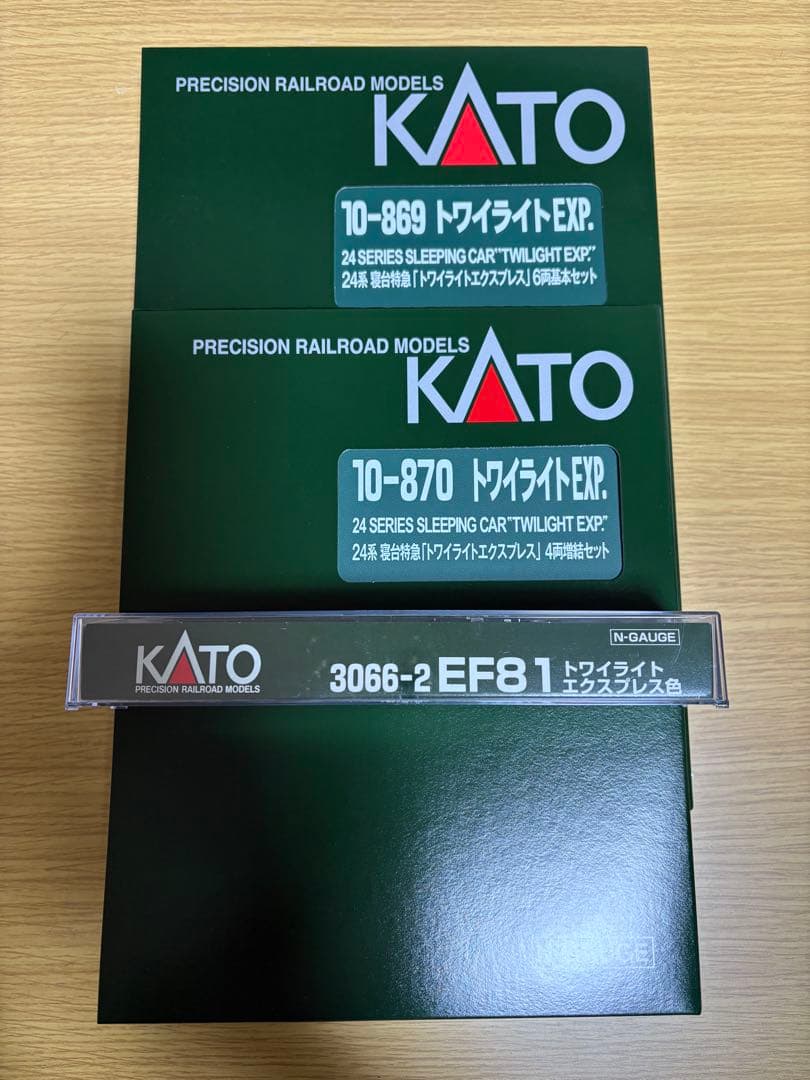 PRECISION RAILROAD MODELS
KATO
10-869 トワイライトEXP.
24 SERIES SLEEPING CAR"TWILIGHT EXP."
24系 寝台特急「トワイライトエクスプレス」6両基本セット
PRECISION RAILROAD MODELS
KATO
10-870 トワイライトEXP.
24 SERIES SLEEPING CAR"TWILIGHT EXP."
24系 寝台特急「トワイライトエクスプレス」4両増結セット
N-GAUGE
KATO
PRECISION RAILROAD MODELS
3066-2 EF81 トワイライト
エクスプレス色
N-GAUGE